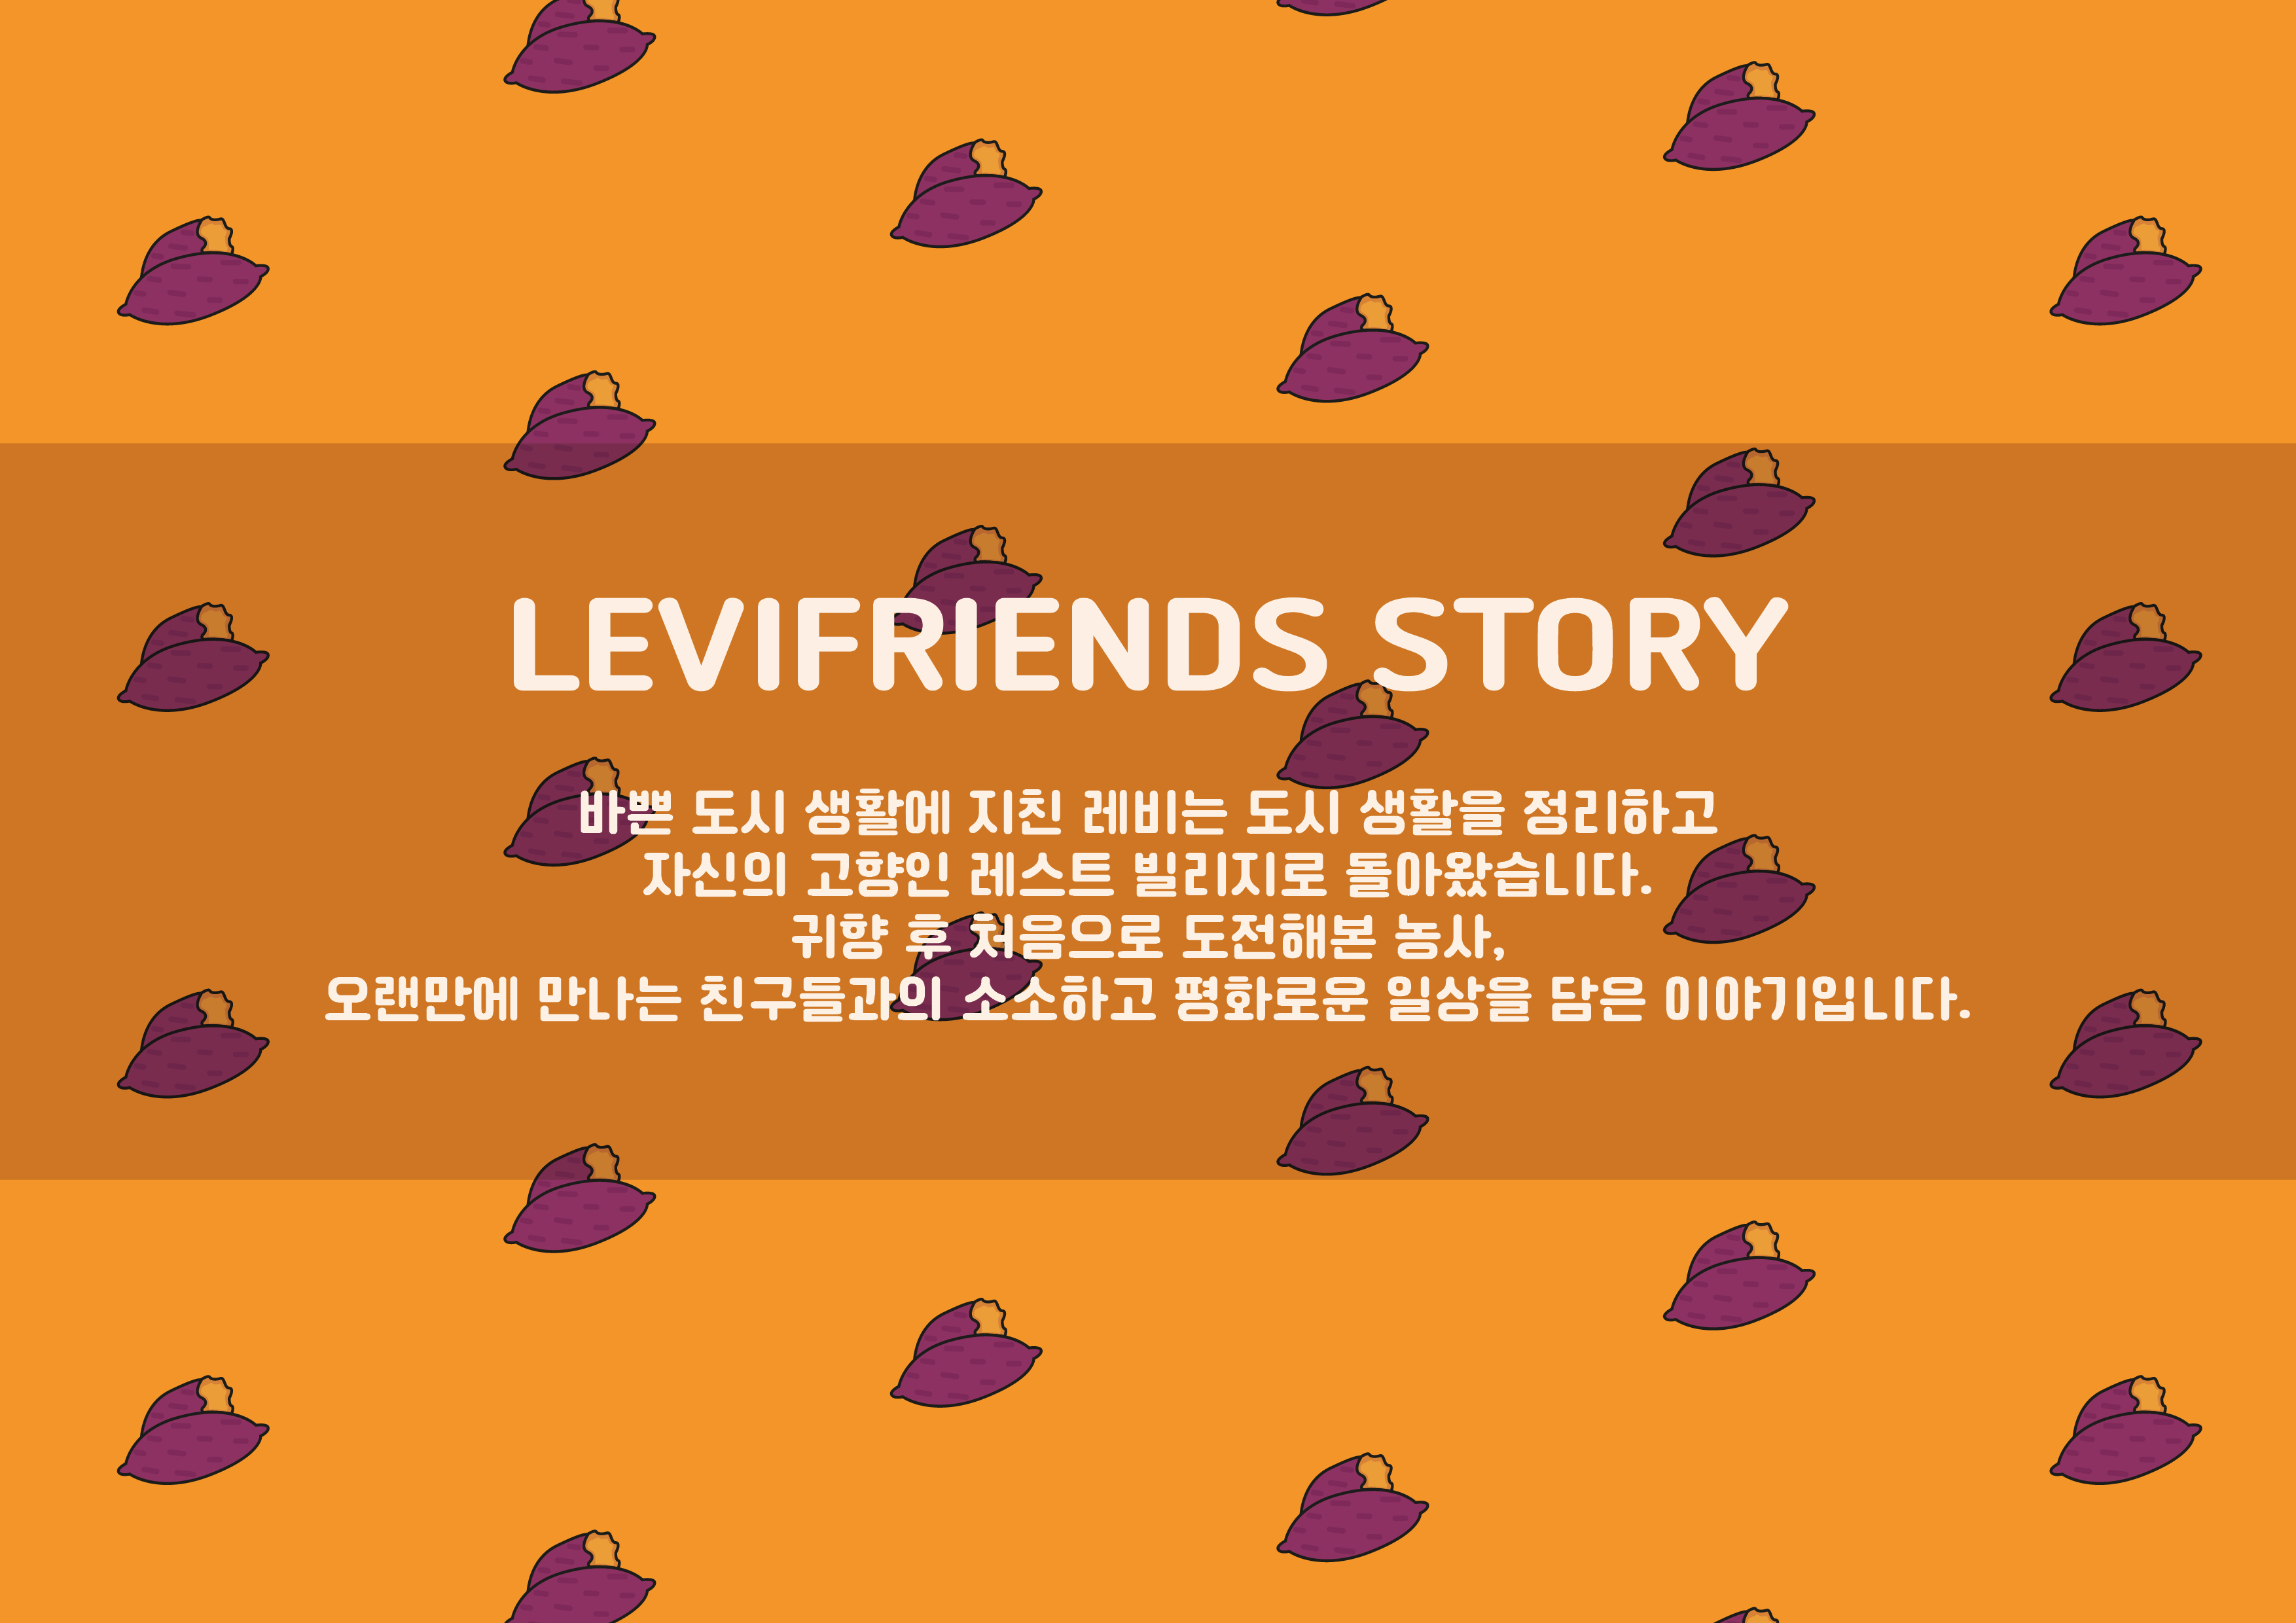 LEVIFRIENDS STORY
바쁜 도시 생활에 지친 레비는 도시 생활을 정리하고
자신의 고향인 레스트 빌리지로 돌아왔습니다.
귀향 후 처음으로 도전해본 농사,
오랜만에 만나는 친구들과의 소소하고 평화로운 일상을 담은 이야기입니다.